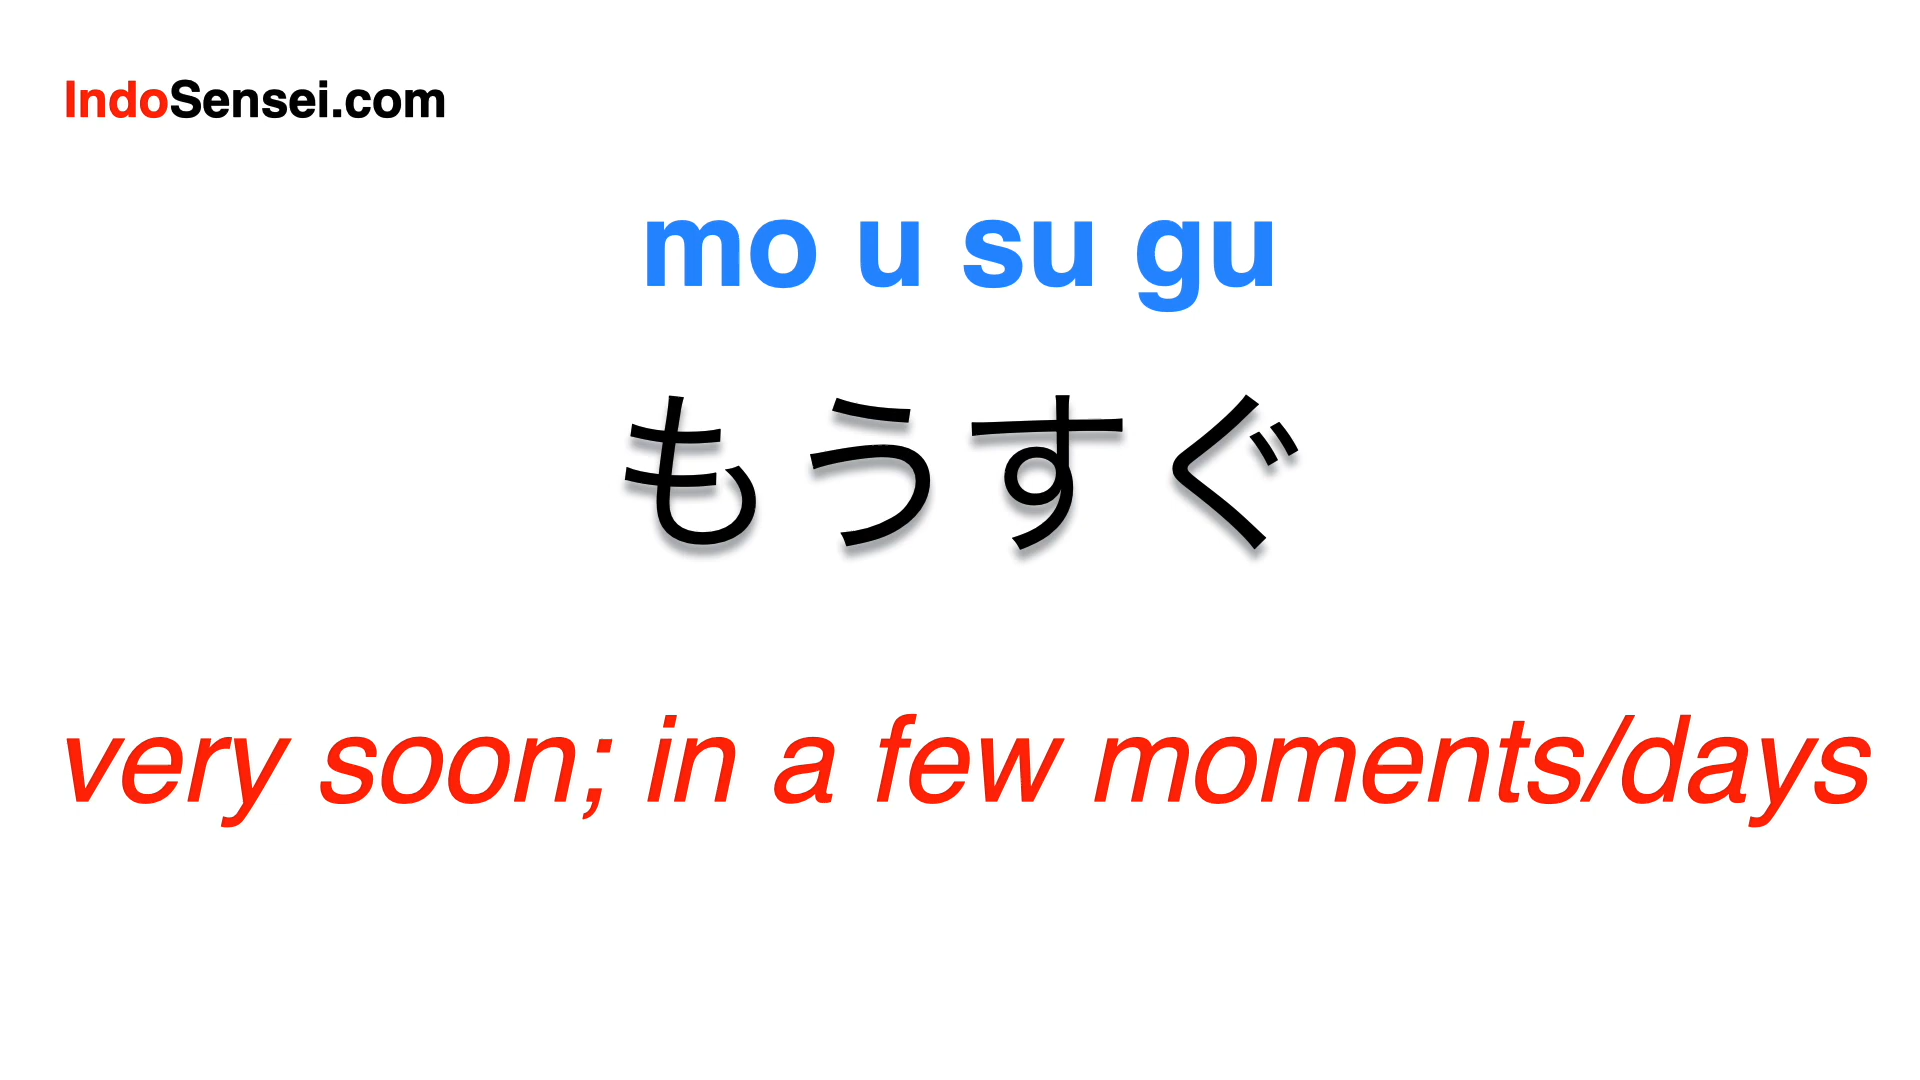 IndoSensei.com
mo u su gu
もうすぐ
very soon; in a few moments/days